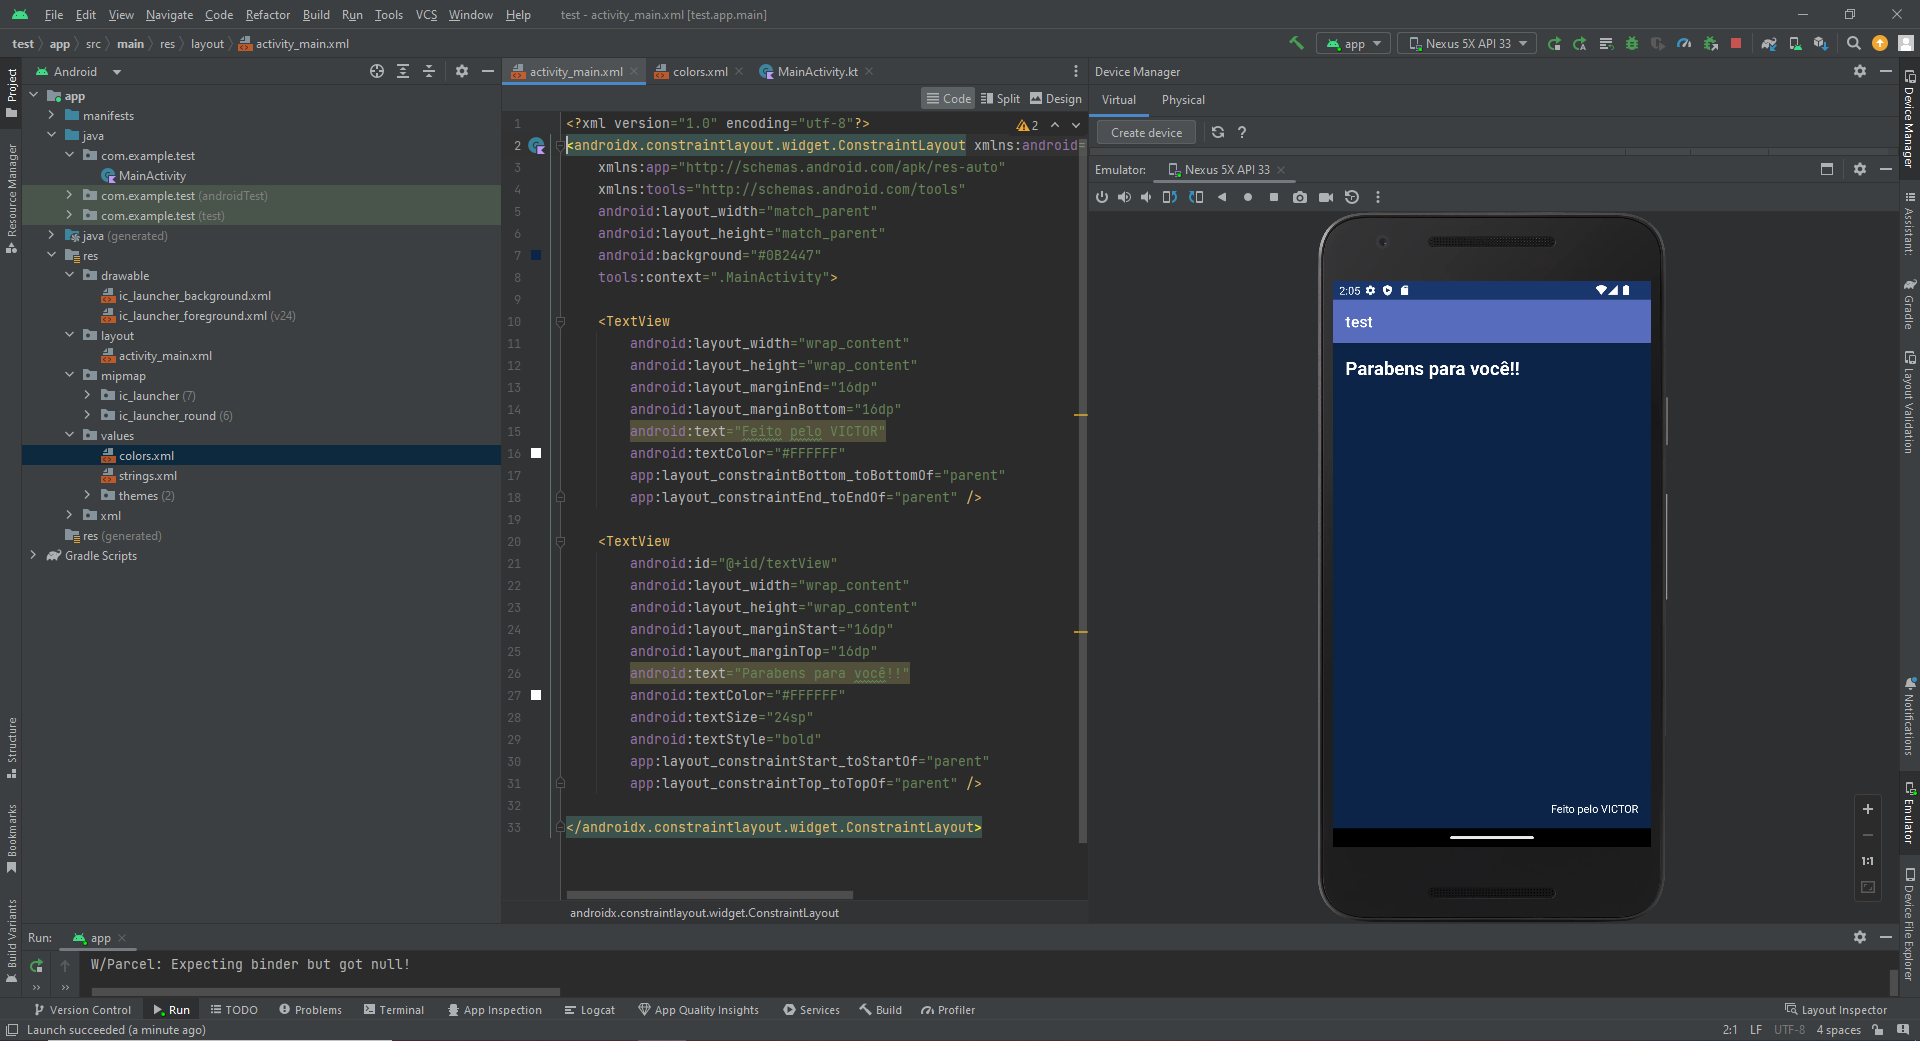 File Edit View Navigate Code Refactor Build Run Tools VCS Window Help test - activity_main.xml [test.app.main]
test app src main res layout activity_main.xml
app Nexus 5X API 33
Project
Resource Manager
Structure
Bookmarks
Build Variants
Android
app
manifests
java
com.example.test
MainActivity
com.example.test (androidTest)
com.example.test (test)
java (generated)
res
drawable
ic_launcher_background.xml
ic_launcher_foreground.xml (v24)
layout
activity_main.xml
mipmap
ic_launcher (7)
ic_launcher_round (6)
values
colors.xml
strings.xml
themes (2)
xml
res (generated)
Gradle Scripts
activity_main.xml colors.xml MainActivity.kt
Code Split Design
2
1 <?xml version="1.0" encoding="utf-8"?>
2 <androidx.constraintlayout.widget.ConstraintLayout xmlns:android=
3 xmlns:app="http://schemas.android.com/apk/res-auto"
4 xmlns:tools="http://schemas.android.com/tools"
5 android:layout_width="match_parent"
6 android:layout_height="match_parent"
7 android:background="#0B2447"
8 tools:context=".MainActivity">
9
10 <TextView
11 android:layout_width="wrap_content"
12 android:layout_height="wrap_content"
13 android:layout_marginEnd="16dp"
14 android:layout_marginBottom="16dp"
15 android:text="Feito pelo VICTOR"
16 android:textColor="#FFFFFF"
17 app:layout_constraintBottom_toBottomOf="parent"
18 app:layout_constraintEnd_toEndOf="parent" />
19
20 <TextView
21 android:id="@+id/textView"
22 android:layout_width="wrap_content"
23 android:layout_height="wrap_content"
24 android:layout_marginStart="16dp"
25 android:layout_marginTop="16dp"
26 android:text="Parabens para você!!"
27 android:textColor="#FFFFFF"
28 android:textSize="24sp"
29 android:textStyle="bold"
30 app:layout_constraintStart_toStartOf="parent"
31 app:layout_constraintTop_toTopOf="parent" />
32
33 </androidx.constraintlayout.widget.ConstraintLayout>
androidx.constraintlayout.widget.ConstraintLayout
Device Manager
Virtual Physical
Create device ?
Emulator: Nexus 5X API 33
2:05
test
Parabens para você!!
Feito pelo VICTOR
1:1
Device Manager
Assistant:
Gradle
Layout Validation
Notifications
Emulator
Device File Explorer
Run: app
W/Parcel: Expecting binder but got null!
Version Control Run TODO Problems Terminal App Inspection Logcat App Quality Insights Services Build Profiler Layout Inspector
Launch succeeded (a minute ago) 2:1 LF UTF-8 4 spaces